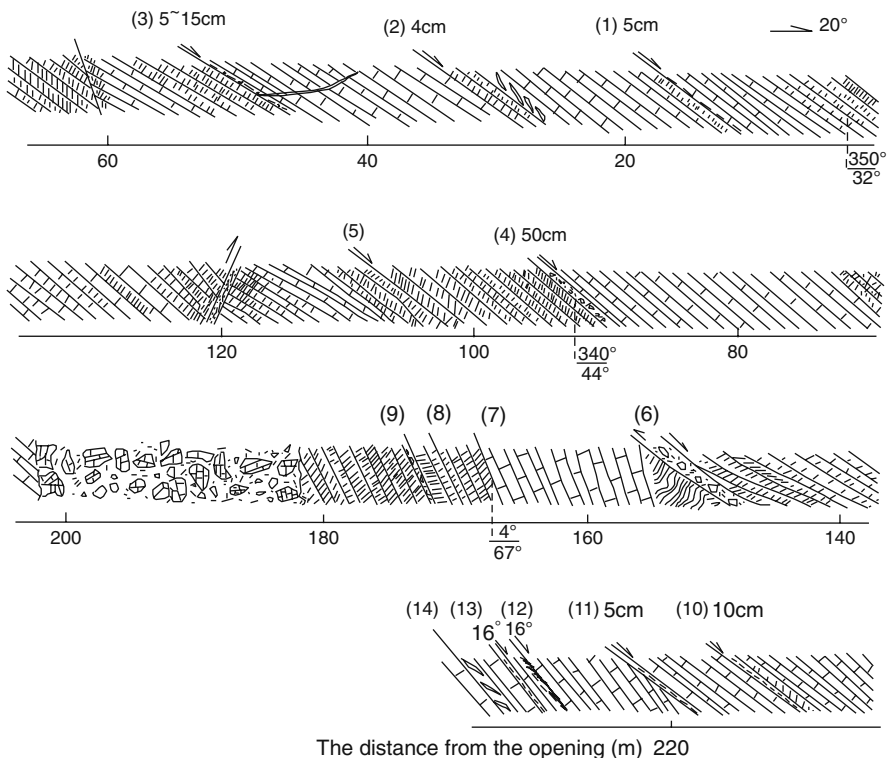 (3) 5~15cm (2) 4cm (1) 5cm 20°
60 40 20 350°
32°
(5) (4) 50cm
120 100 340° 80
44°
(9) (8) (7) (6)
200 180 4° 160 140
67°
(14) (13) (12) (11) 5cm (10) 10cm
16° 16°
The distance from the opening (m) 220